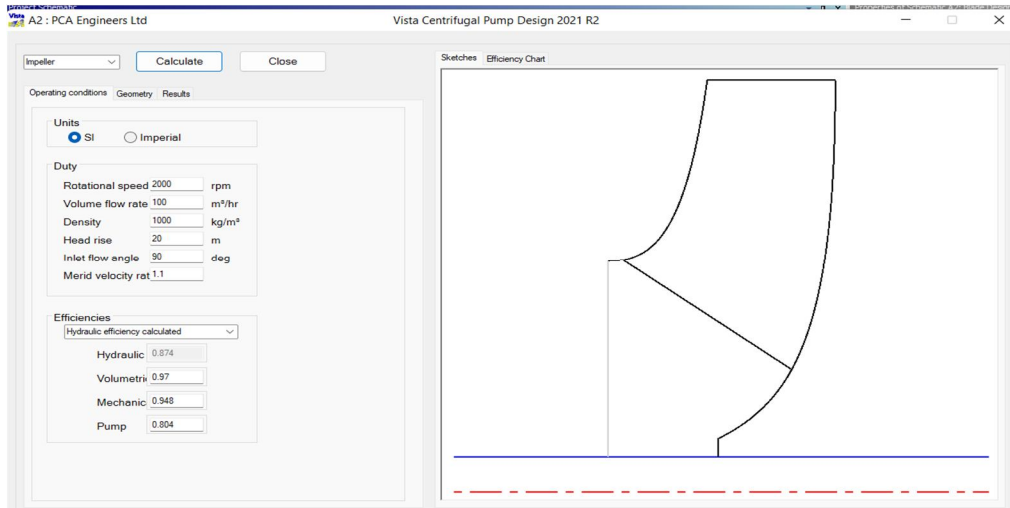 Project Schematic
Vista A2 : PCA Engineers Ltd Vista Centrifugal Pump Design 2021 R2
Impeller Calculate Close
Operating conditions Geometry Results
Units
SI Imperial
Duty
Rotational speed 2000 rpm
Volume flow rate 100 m³/hr
Density 1000 kg/m³
Head rise 20 m
Inlet flow angle 90 deg
Merid velocity rat 1.1
Efficiencies
Hydraulic efficiency calculated
Hydraulic 0.874
Volumetri 0.97
Mechanic 0.948
Pump 0.804
Sketches Efficiency Chart